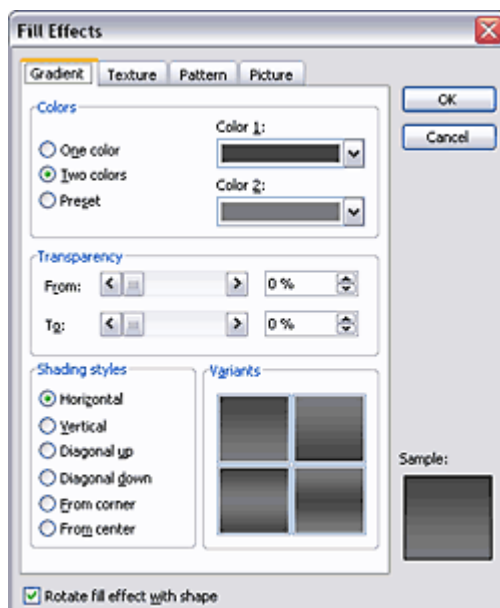 Fill Effects
Gradient Texture Pattern Picture
Colors
One color
Two colors
Preset
Color 1:
Color 2:
OK
Cancel
Transparency
From: 0 %
To: 0 %
Shading styles
Horizontal
Vertical
Diagonal up
Diagonal down
From corner
From center
Variants
Sample:
Rotate fill effect with shape